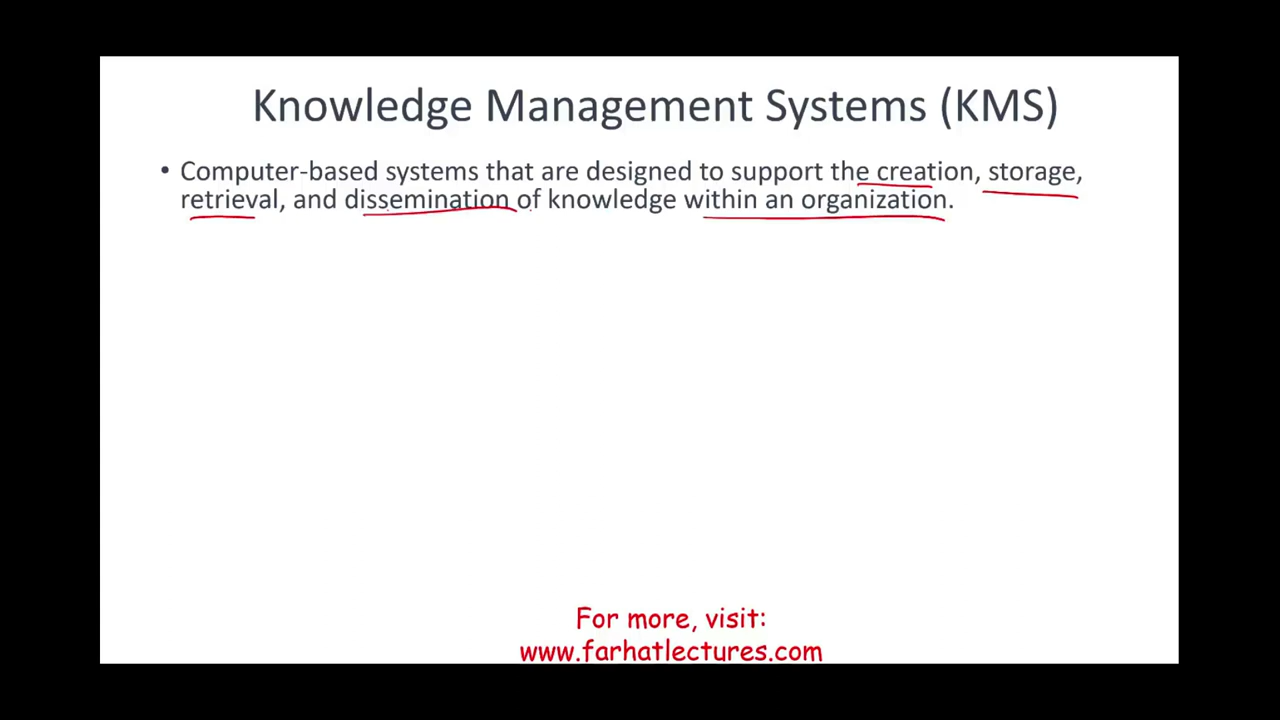 Knowledge Management Systems (KMS)
• Computer-based systems that are designed to support the creation, storage,
retrieval, and dissemination of knowledge within an organization.
For more, visit:
www.farhatlectures.com